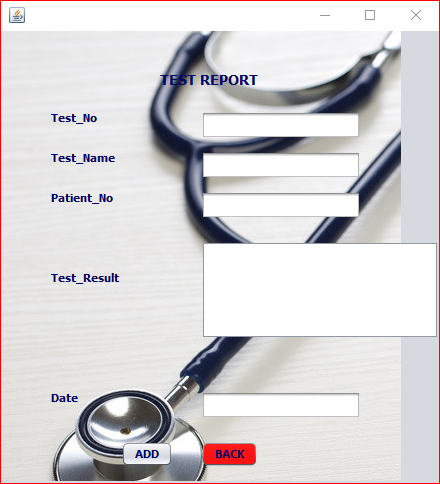 TEST REPORT
Test_No
Test_Name
Patient_No
Test_Result
Date
ADD BACK